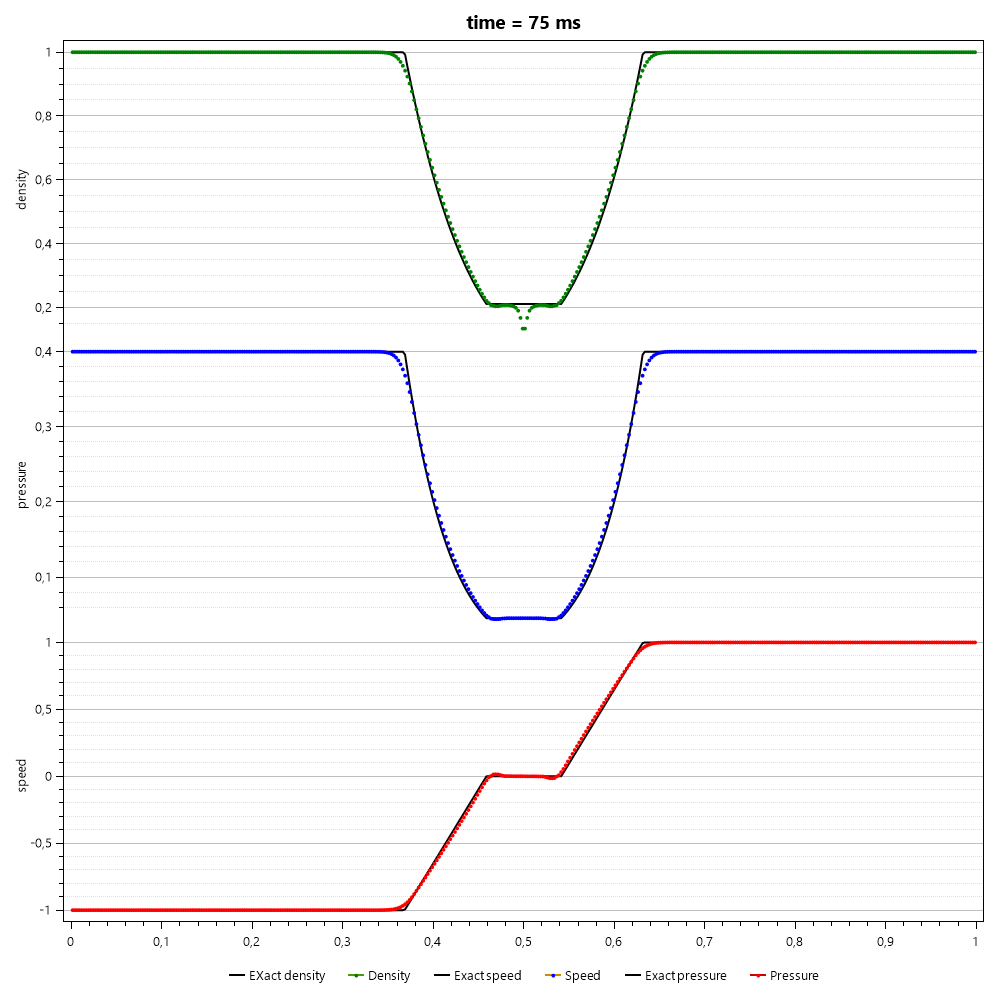 time = 75 ms
1
0,8
0,6
0,4
0,2
density
0,4
0,3
0,2
0,1
pressure
1
0,5
0
-0,5
-1
speed
0 0,1 0,2 0,3 0,4 0,5 0,6 0,7 0,8 0,9 1
EXact density Density Exact speed Speed Exact pressure Pressure